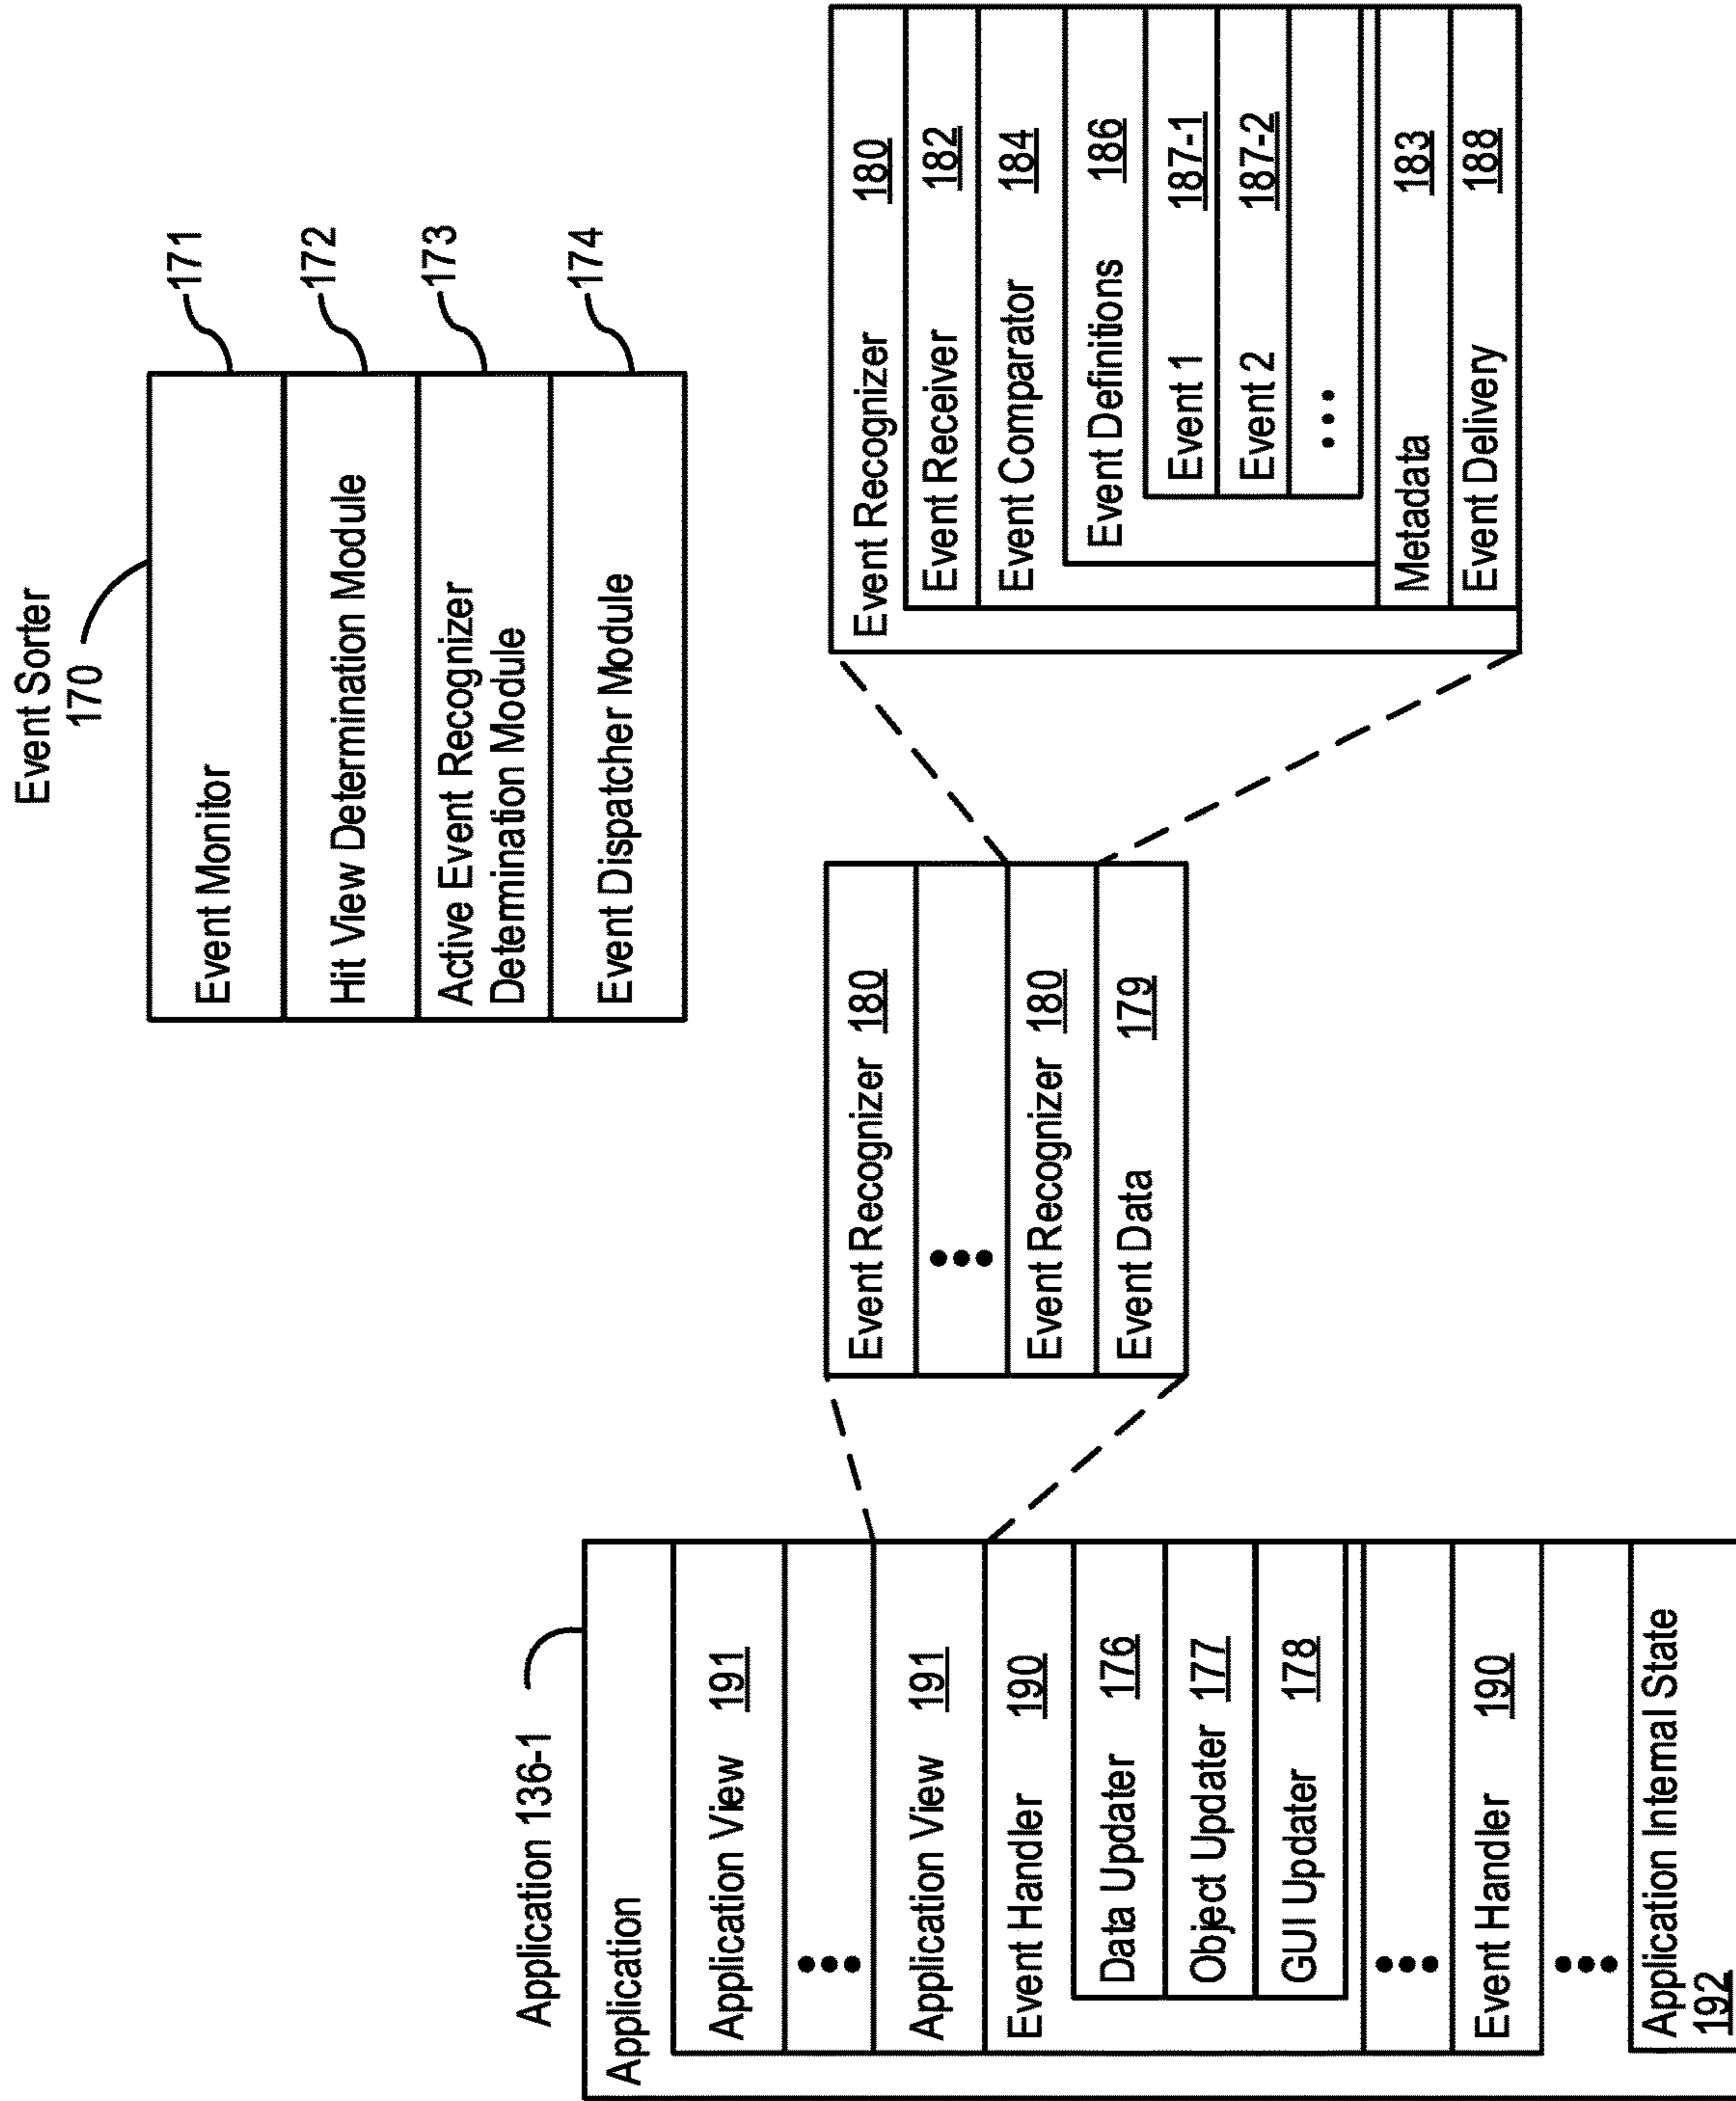 Event Sorter
170
Event Monitor
171
Hit View Determination Module
172
Active Event Recognizer
Determination Module
173
Event Dispatcher Module
174
Application 136-1
Application
Application View 191
•••
Application View 191
Event Handler 190
Data Updater 176
Object Updater 177
GUI Updater 178
•••
Event Handler 190
•••
Application Internal State
192
Event Recognizer 180
•••
Event Recognizer 180
Event Data 179
Event Recognizer 180
Event Receiver 182
Event Comparator 184
Event Definitions 186
Event 1 187-1
Event 2 187-2
•••
Metadata 183
Event Delivery 188